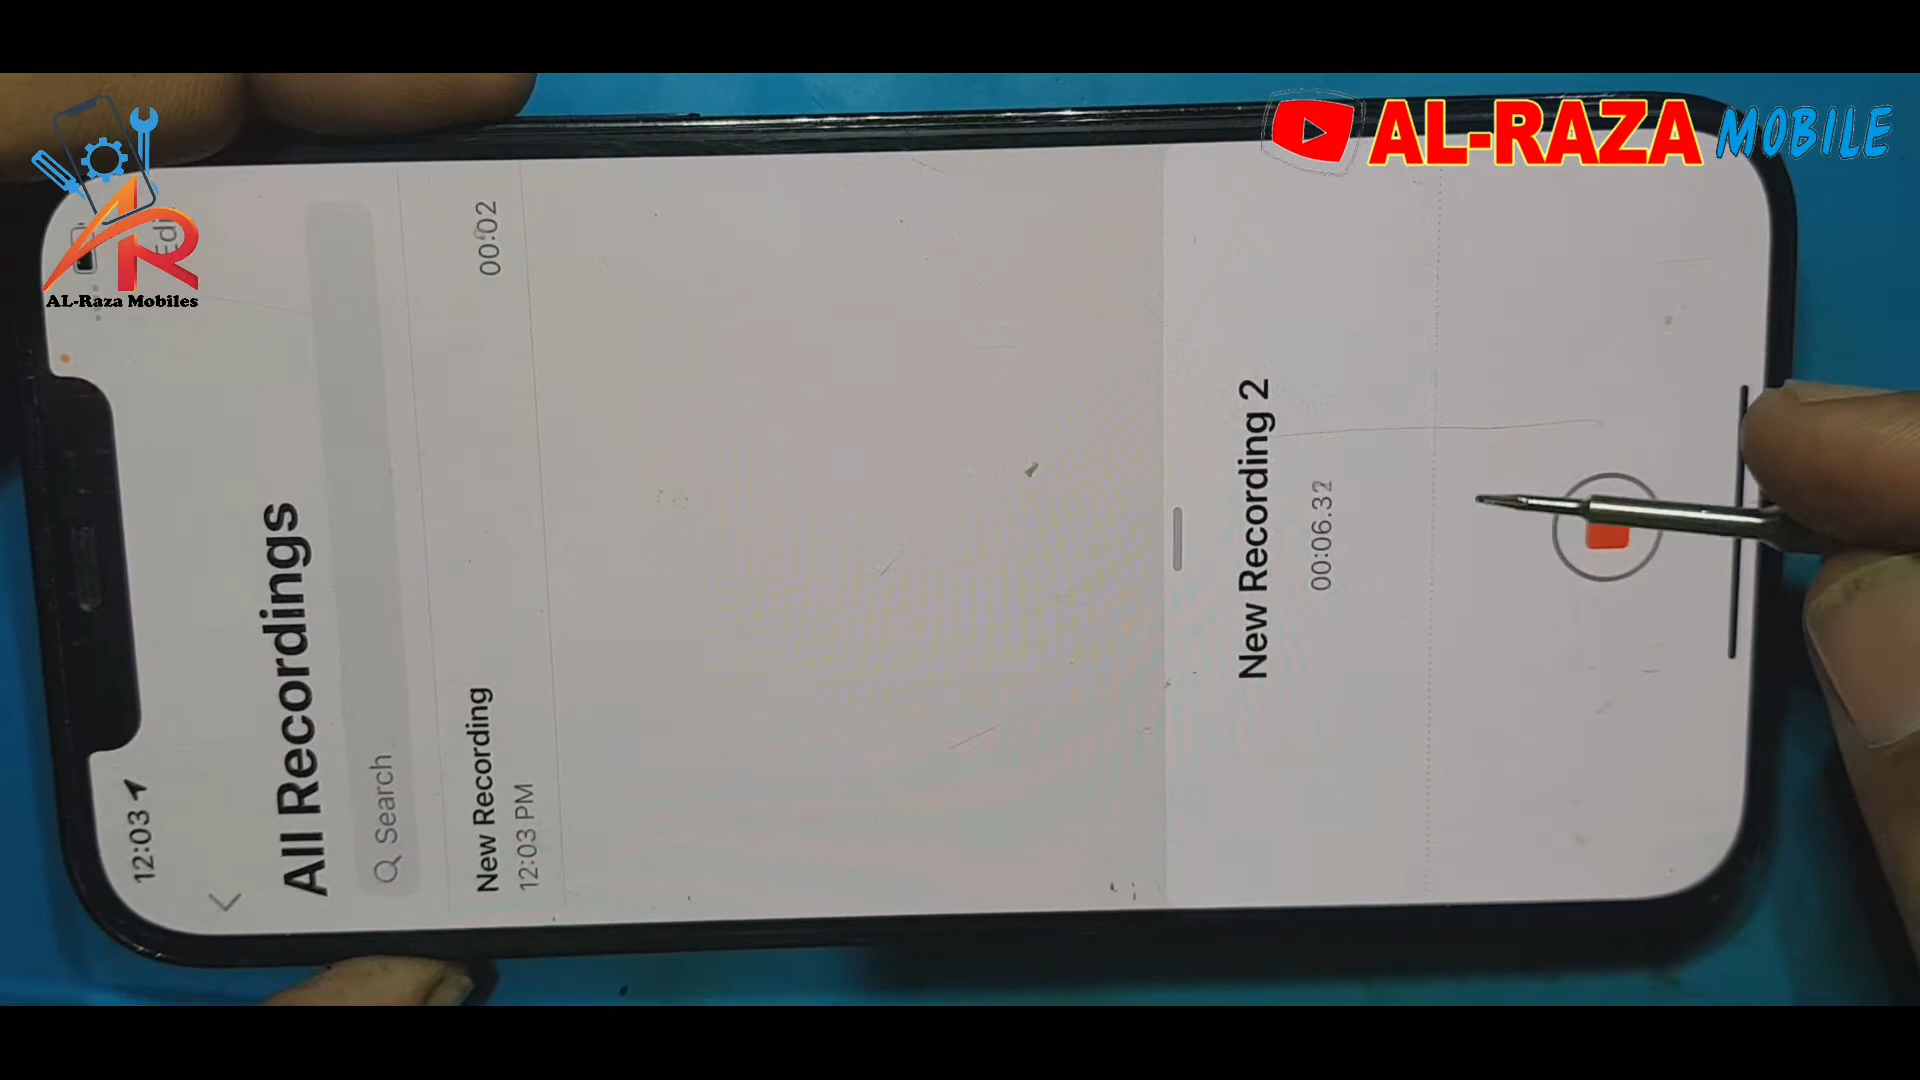 AL-RAZA MOBILE
AL-Raza Mobiles
12:03
Edi
All Recordings
Search
New Recording
12:03 PM
00:02
New Recording 2
00:06.32